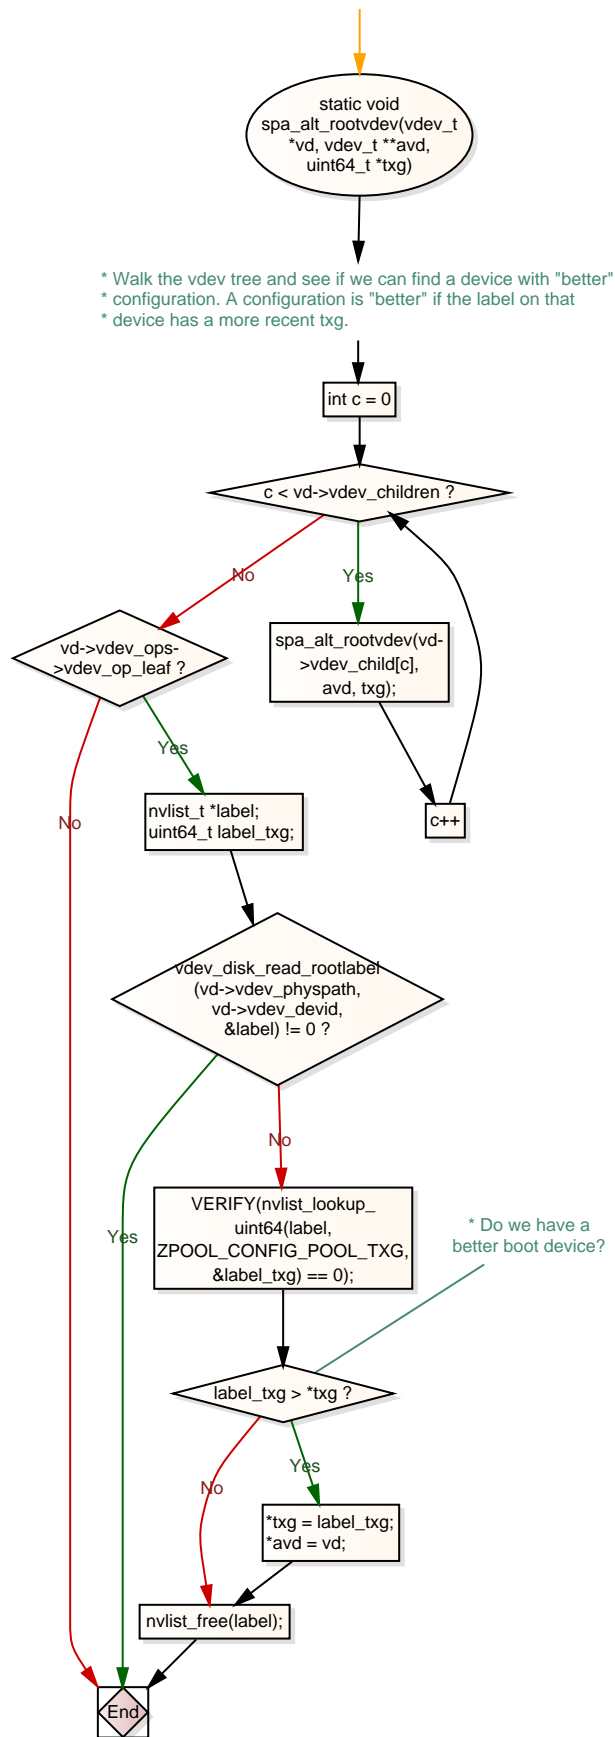 static void
spa_alt_rootvdev(vdev_t
*vd, vdev_t **avd,
uint64_t *txg)
* Walk the vdev tree and see if we can find a device with "better"
* configuration. A configuration is "better" if the label on that
* device has a more recent txg.
int c = 0
c < vd->vdev_children ?
No
Yes
vd->vdev_ops-
>vdev_op_leaf ?
spa_alt_rootvdev(vd-
>vdev_child[c],
avd, txg);
Yes
No
nvlist_t *label;
uint64_t label_txg;
c++
vdev_disk_read_rootlabel
(vd->vdev_physpath,
vd->vdev_devid,
&label) != 0 ?
No
Yes
VERIFY(nvlist_lookup_
uint64(label,
ZPOOL_CONFIG_POOL_TXG,
&label_txg) == 0);
* Do we have a
better boot device?
label_txg > *txg ?
Yes
No
*txg = label_txg;
*avd = vd;
nvlist_free(label);
End